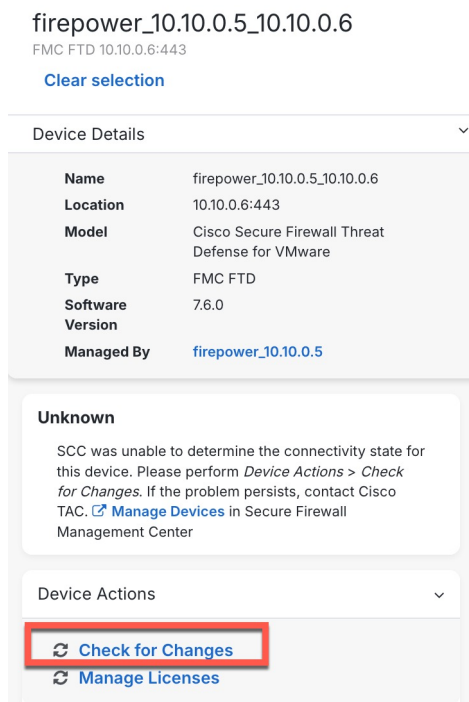 firepower_10.10.0.5_10.10.0.6
FMC FTD 10.10.0.6:443
Clear selection
Device Details
Name firepower_10.10.0.5_10.10.0.6
Location 10.10.0.6:443
Model Cisco Secure Firewall Threat
Defense for VMware
Type FMC FTD
Software 7.6.0
Version
Managed By firepower_10.10.0.5
Unknown
SCC was unable to determine the connectivity state for
this device. Please perform Device Actions > Check
for Changes. If the problem persists, contact Cisco
TAC. Manage Devices in Secure Firewall
Management Center
Device Actions
Check for Changes
Manage Licenses